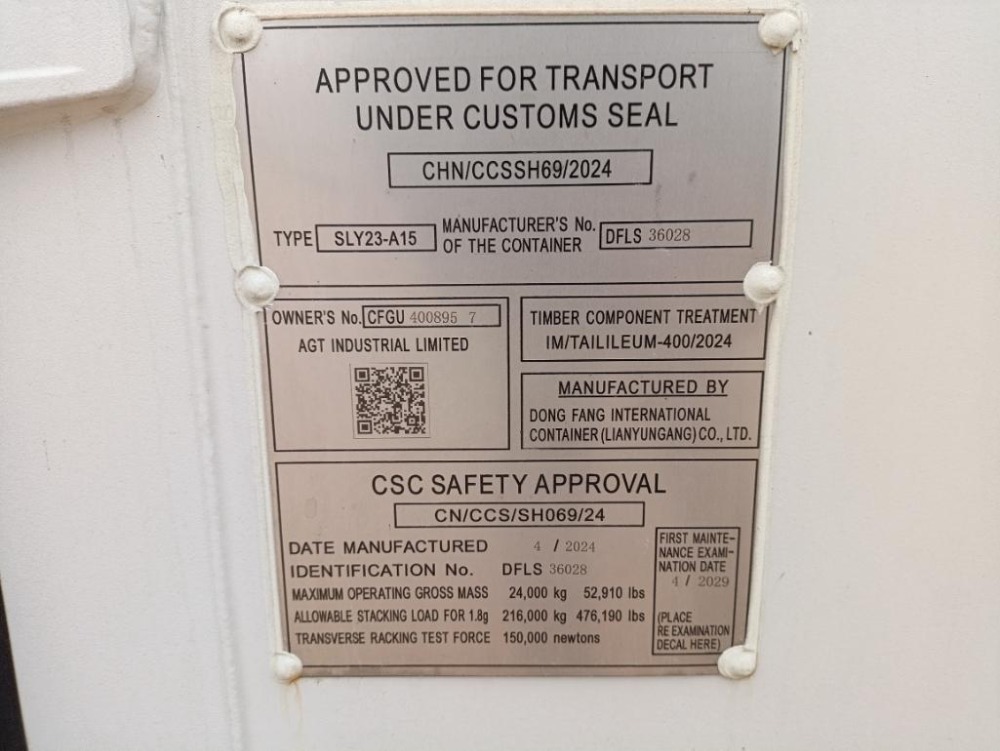 APPROVED FOR TRANSPORT
UNDER CUSTOMS SEAL
CHN/CCSSH69/2024
TYPE SLY23-A15
MANUFACTURER'S No.
OF THE CONTAINER
DFLS 36028
OWNER'S No. CFGU 400895 7
AGT INDUSTRIAL LIMITED
TIMBER COMPONENT TREATMENT
IM/TAILILEUM-400/2024
MANUFACTURED BY
DONG FANG INTERNATIONAL
CONTAINER (LIANYUNGANG) CO., LTD.
CSC SAFETY APPROVAL
CN/CCS/SH069/24
DATE MANUFACTURED 4 / 2024
IDENTIFICATION No. DFLS 36028
MAXIMUM OPERATING GROSS MASS 24,000 kg 52,910 lbs
ALLOWABLE STACKING LOAD FOR 1.8g 216,000 kg 476,190 lbs
TRANSVERSE RACKING TEST FORCE 150,000 newtons
FIRST MAINTE-
NANCE EXAMI-
NATION DATE
4 / 2029
(PLACE
RE EXAMINATION
DECAL HERE)